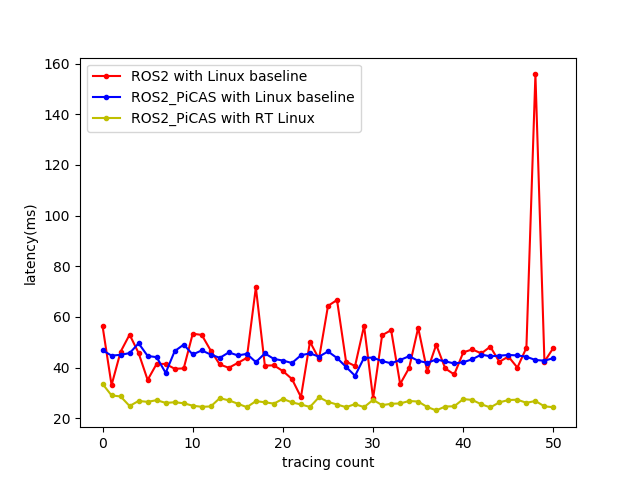 ROS2 with Linux baseline
ROS2_PiCAS with Linux baseline
ROS2_PiCAS with RT Linux
latency(ms)
160
140
120
100
80
60
40
20
0
10
20
30
40
50
tracing count